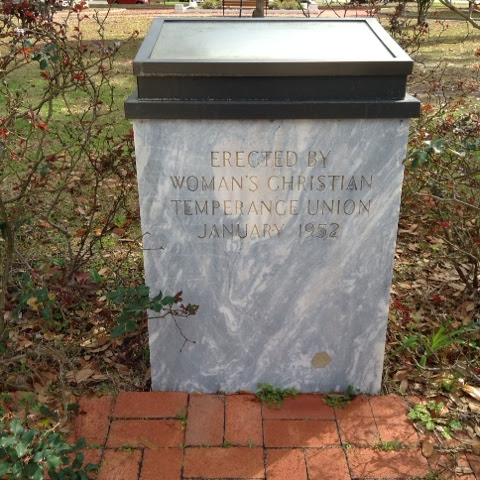 ERECTED BY
WOMAN'S CHRISTIAN
TEMPERANCE UNION
JANUARY 1952